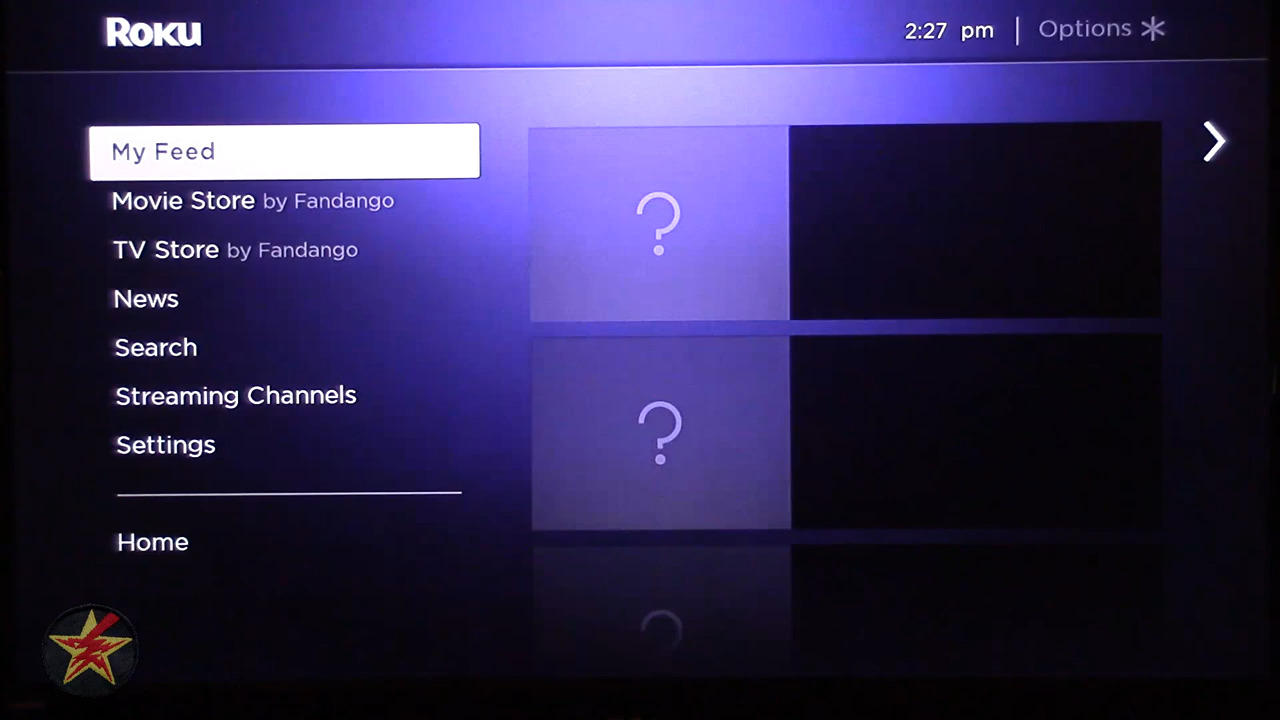 Roku
2:27 pm | Options *
My Feed
Movie Store by Fandango
TV Store by Fandango
News
Search
Streaming Channels
Settings
Home
?
?
?